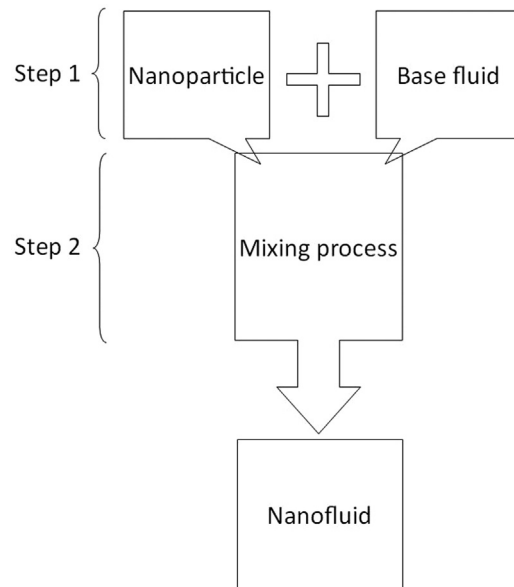 Step 1
Nanoparticle
Base fluid
Step 2
Mixing process
Nanofluid